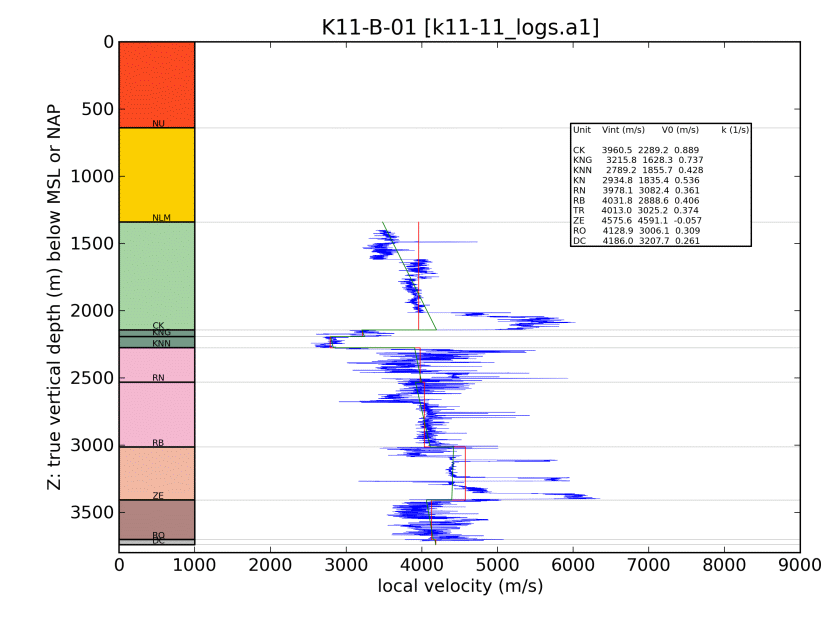 K11-B-01 [k11-11_logs.a1]
0
500
1000
1500
2000
2500
3000
3500
Z: true vertical depth (m) below MSL or NAP
NU
NLM
CK
KNG
KNN
RN
RB
ZE
RO
DC
Unit Vint (m/s) V0 (m/s) k (1/s)
CK 3960.5 2289.2 0.889
KNG 3215.8 1628.3 0.737
KNN 2789.2 1855.7 0.428
KN 2934.8 1835.4 0.536
RN 3978.1 3082.4 0.361
RB 4031.8 2888.6 0.406
TR 4013.0 3025.2 0.374
ZE 4575.6 4591.1 -0.057
RO 4128.9 3006.1 0.309
DC 4186.0 3207.7 0.261
0 1000 2000 3000 4000 5000 6000 7000 8000 9000
local velocity (m/s)